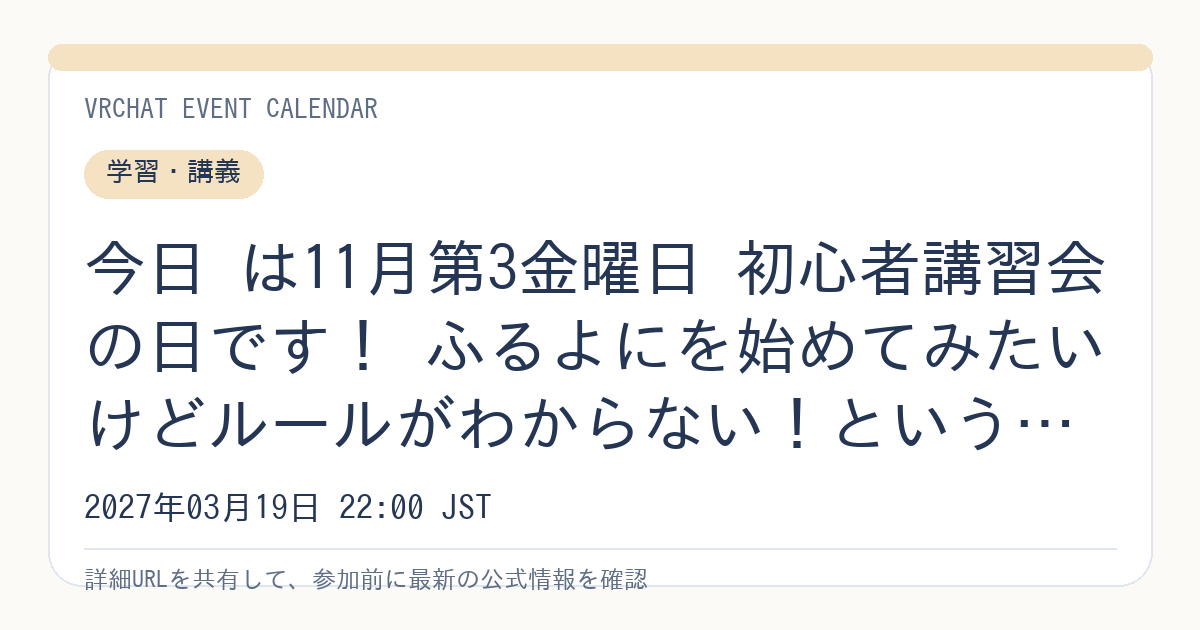 VRCHAT EVENT CALENDAR
学習・講義
今日 は11月第3金曜日 初心者講習会
の日です！ ふるよにを始めてみたい
けどルールがわからない！という…
2027年03月19日 22:00 JST
詳細URLを共有して、参加前に最新の公式情報を確認